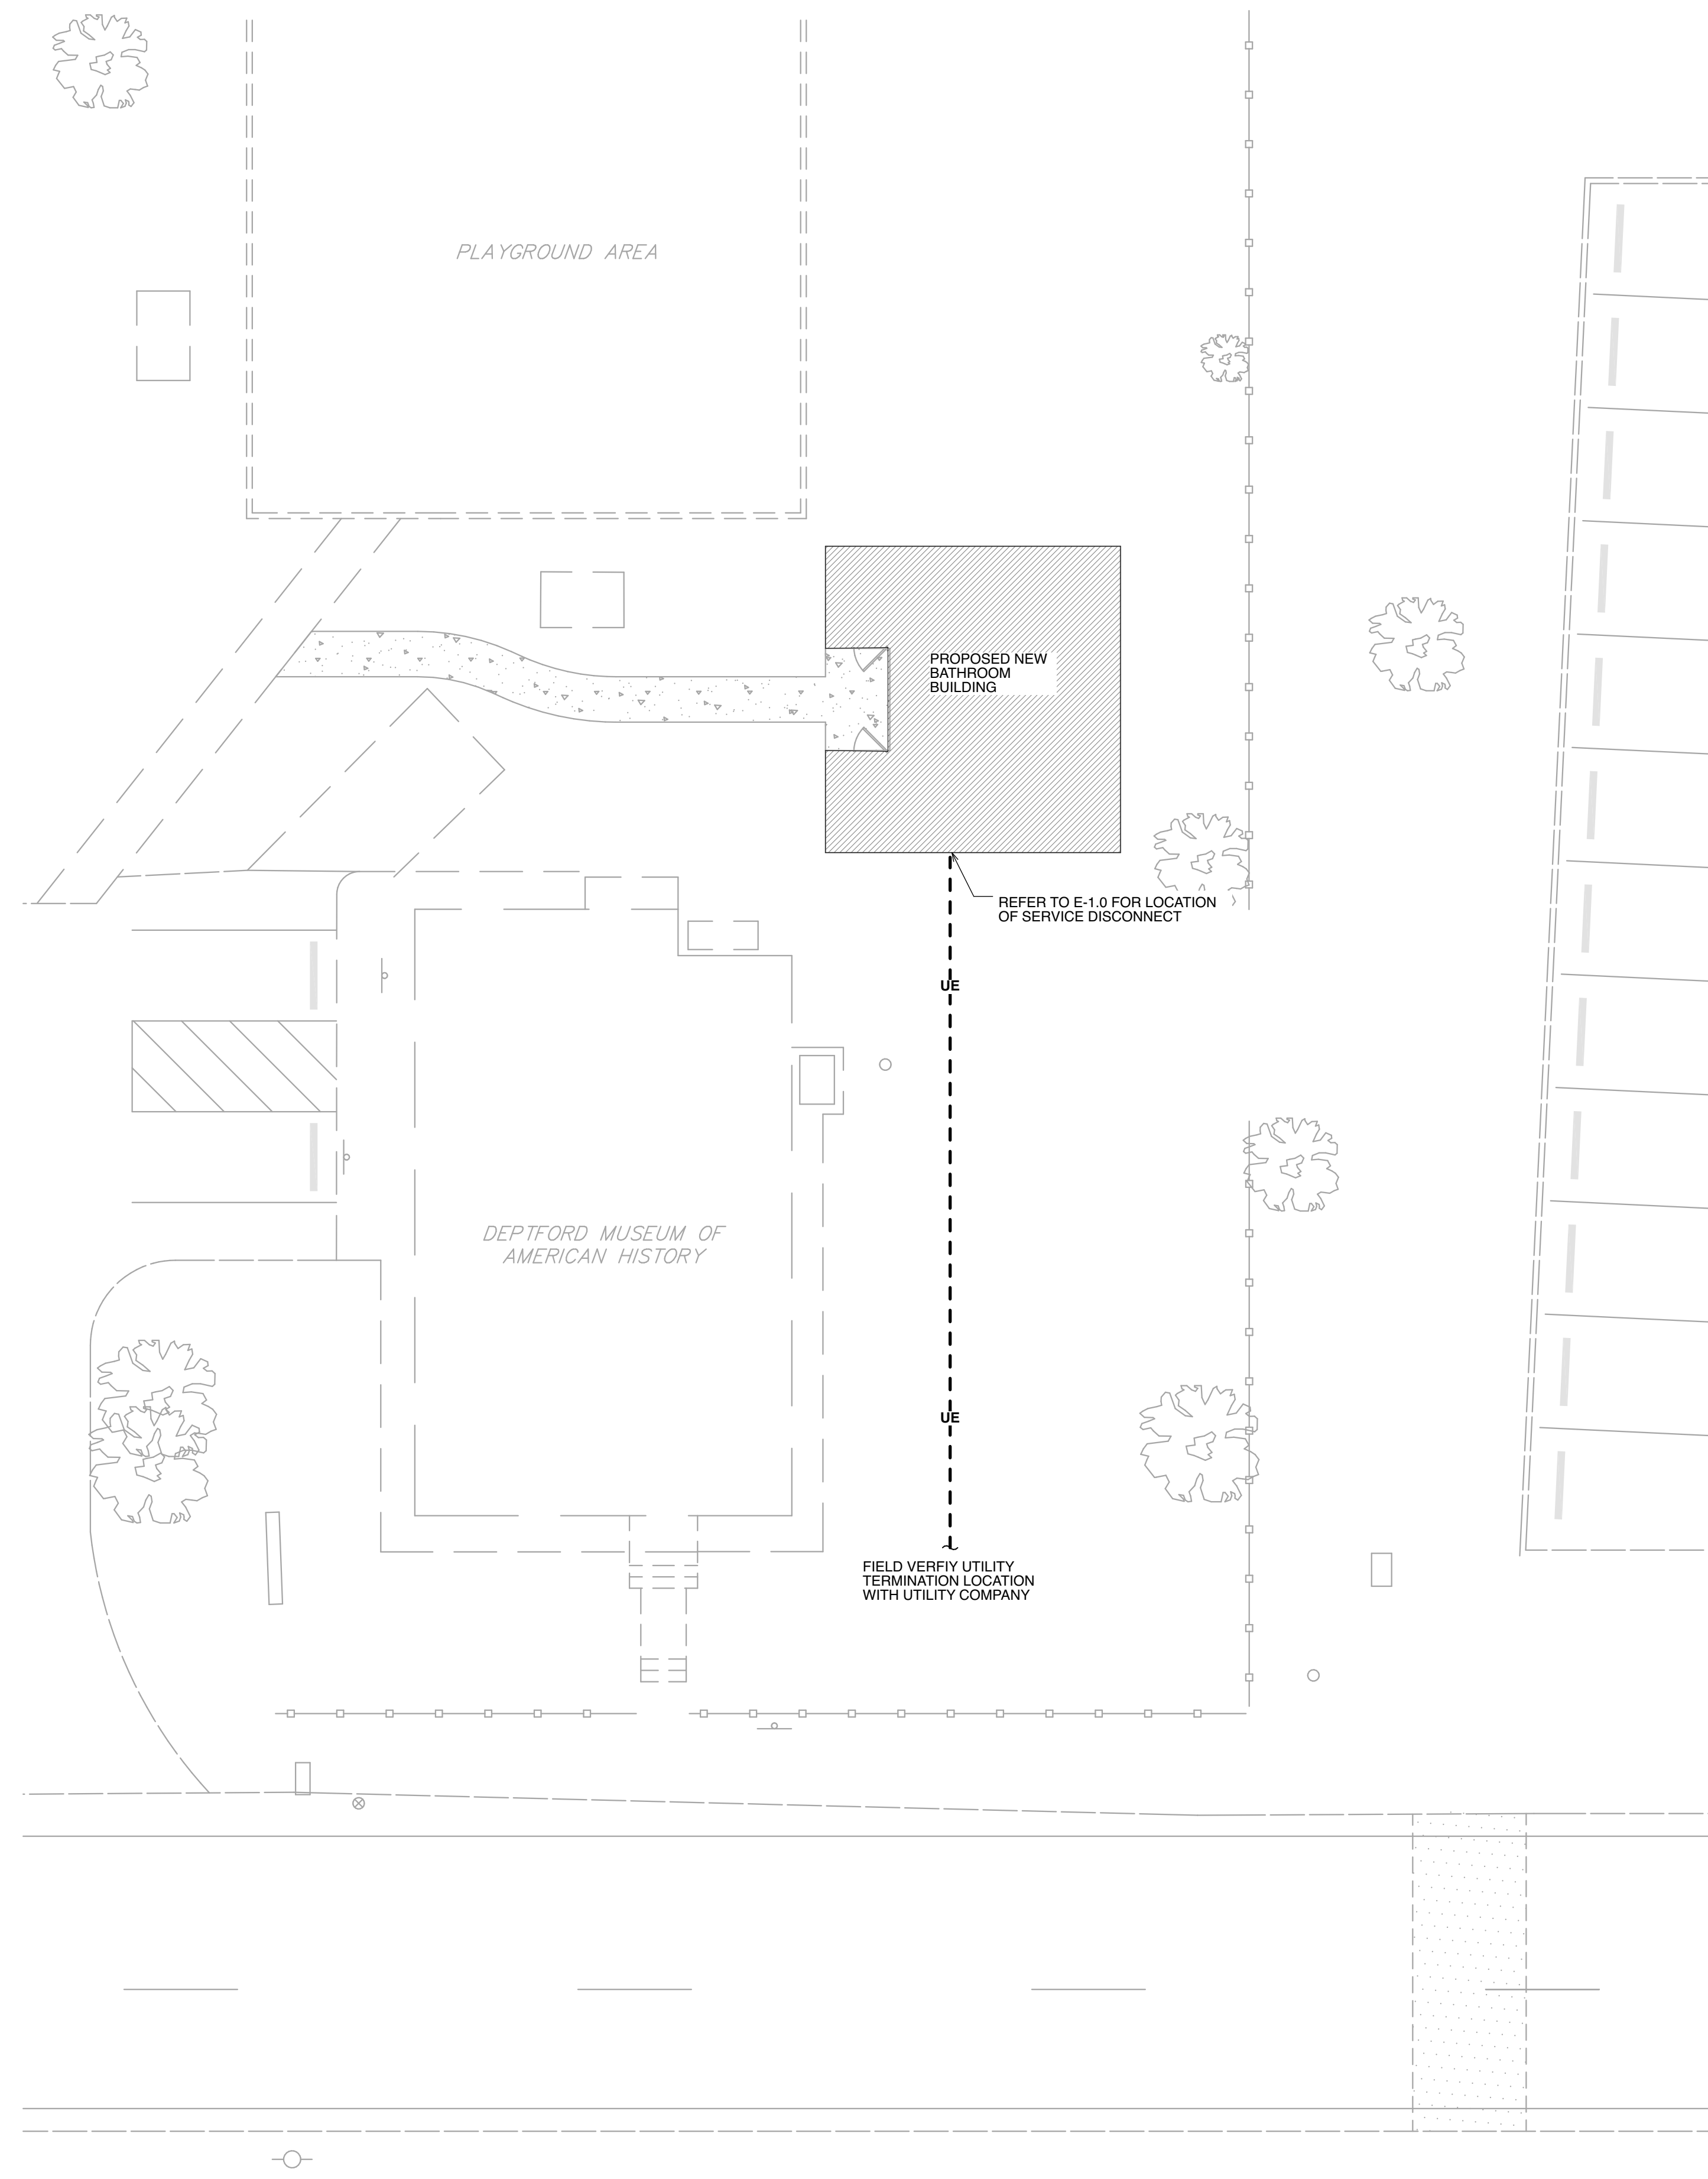 PLAYGROUND AREA
PROPOSED NEW
BATHROOM
BUILDING
REFER TO E-1.0 FOR LOCATION
OF SERVICE DISCONNECT
UE
DEPTFORD MUSEUM OF
AMERICAN HISTORY
UE
FIELD VERFIY UTILITY
TERMINATION LOCATION
WITH UTILITY COMPANY